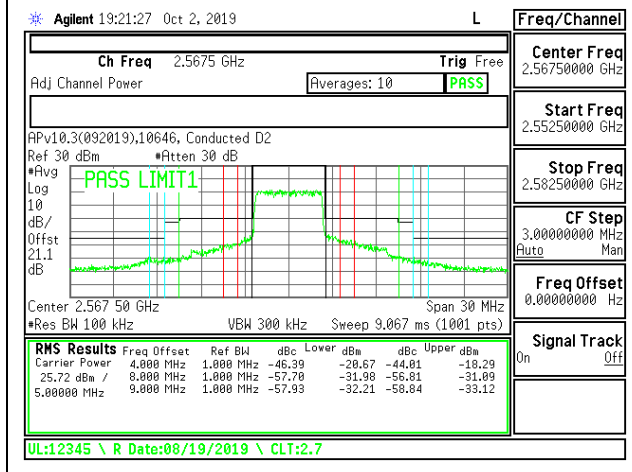 Agilent 19:21:27 Oct 2, 2019 L
Ch Freq 2.5675 GHz Trig Free
Adj Channel Power Averages: 10 PASS
APv10.3(092019),10646, Conducted D2
Ref 30 dBm #Atten 30 dB
#Avg
Log
10
dB/
Offst
21.1
dB
PASS LIMIT1
Center 2.567 50 GHz Span 30 MHz
#Res BW 100 kHz VBW 300 kHz Sweep 9.067 ms (1001 pts)
RMS Results Freq Offset Ref BW dBc Lower dBm dBc Upper dBm
Carrier Power 4.000 MHz 1.000 MHz -46.39 -20.67 -44.01 -18.29
25.72 dBm / 8.000 MHz 1.000 MHz -57.70 -31.98 -56.81 -31.09
5.00000 MHz 9.000 MHz 1.000 MHz -57.93 -32.21 -58.84 -33.12
UL:12345 \ R Date:08/19/2019 \ CLT:2.7
Freq/Channel
Center Freq
2.56750000 GHz
Start Freq
2.55250000 GHz
Stop Freq
2.58250000 GHz
CF Step
3.00000000 MHz
Auto Man
Freq Offset
0.00000000 Hz
Signal Track
On Off